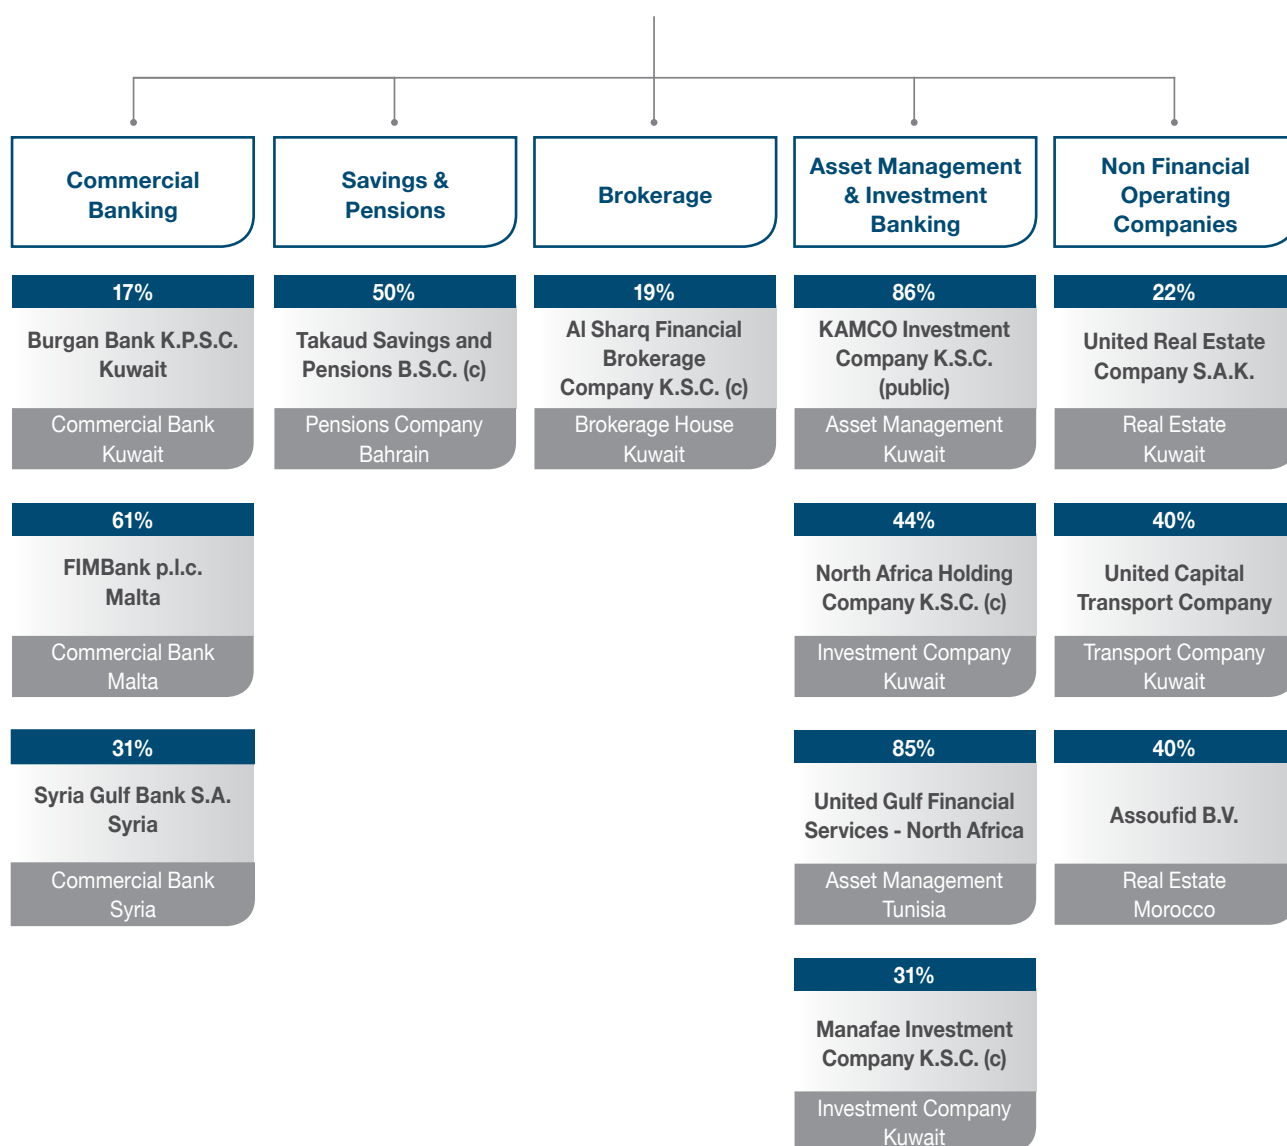 Commercial
Banking
Savings &
Pensions
Brokerage
Asset Management
& Investment
Banking
Non Financial
Operating
Companies
17%
Burgan Bank K.P.S.C.
Kuwait
Commercial Bank
Kuwait
50%
Takaud Savings and
Pensions B.S.C. (c)
Pensions Company
Bahrain
19%
Al Sharq Financial
Brokerage
Company K.S.C. (c)
Brokerage House
Kuwait
86%
KAMCO Investment
Company K.S.C.
(public)
Asset Management
Kuwait
22%
United Real Estate
Company S.A.K.
Real Estate
Kuwait
61%
FIMBank p.l.c.
Malta
Commercial Bank
Malta
44%
North Africa Holding
Company K.S.C. (c)
Investment Company
Kuwait
40%
United Capital
Transport Company
Transport Company
Kuwait
31%
Syria Gulf Bank S.A.
Syria
Commercial Bank
Syria
85%
United Gulf Financial
Services - North Africa
Asset Management
Tunisia
40%
Assoufid B.V.
Real Estate
Morocco
31%
Manafae Investment
Company K.S.C. (c)
Investment Company
Kuwait